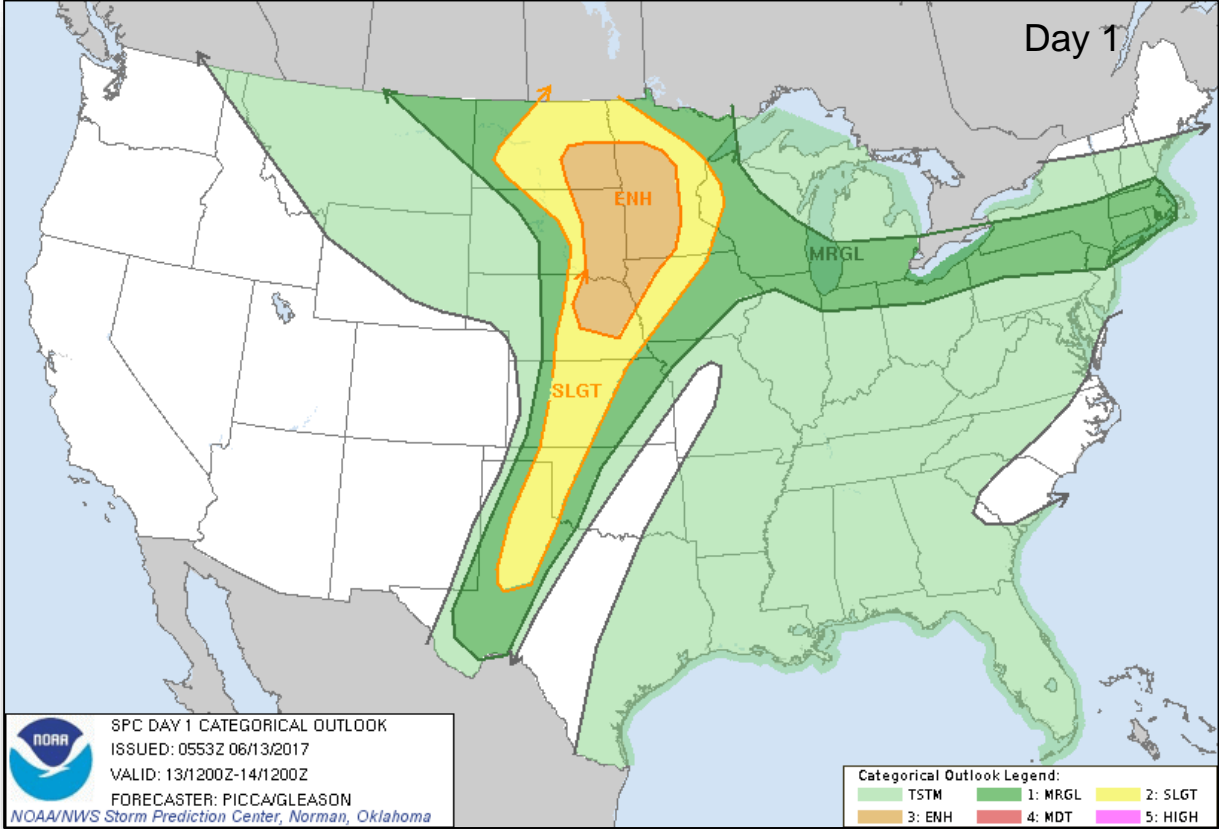 Day 1
ENH
MRGL
SLGT
NOAA
SPC DAY 1 CATEGORICAL OUTLOOK
ISSUED: 0553Z 06/13/2017
VALID: 13/1200Z-14/1200Z
FORECASTER: PICCA/GLEASON
NOAA/NWS Storm Prediction Center, Norman, Oklahoma
Categorical Outlook Legend:
TSTM 1: MRGL 2: SLGT
3: ENH 4: MDT 5: HIGH